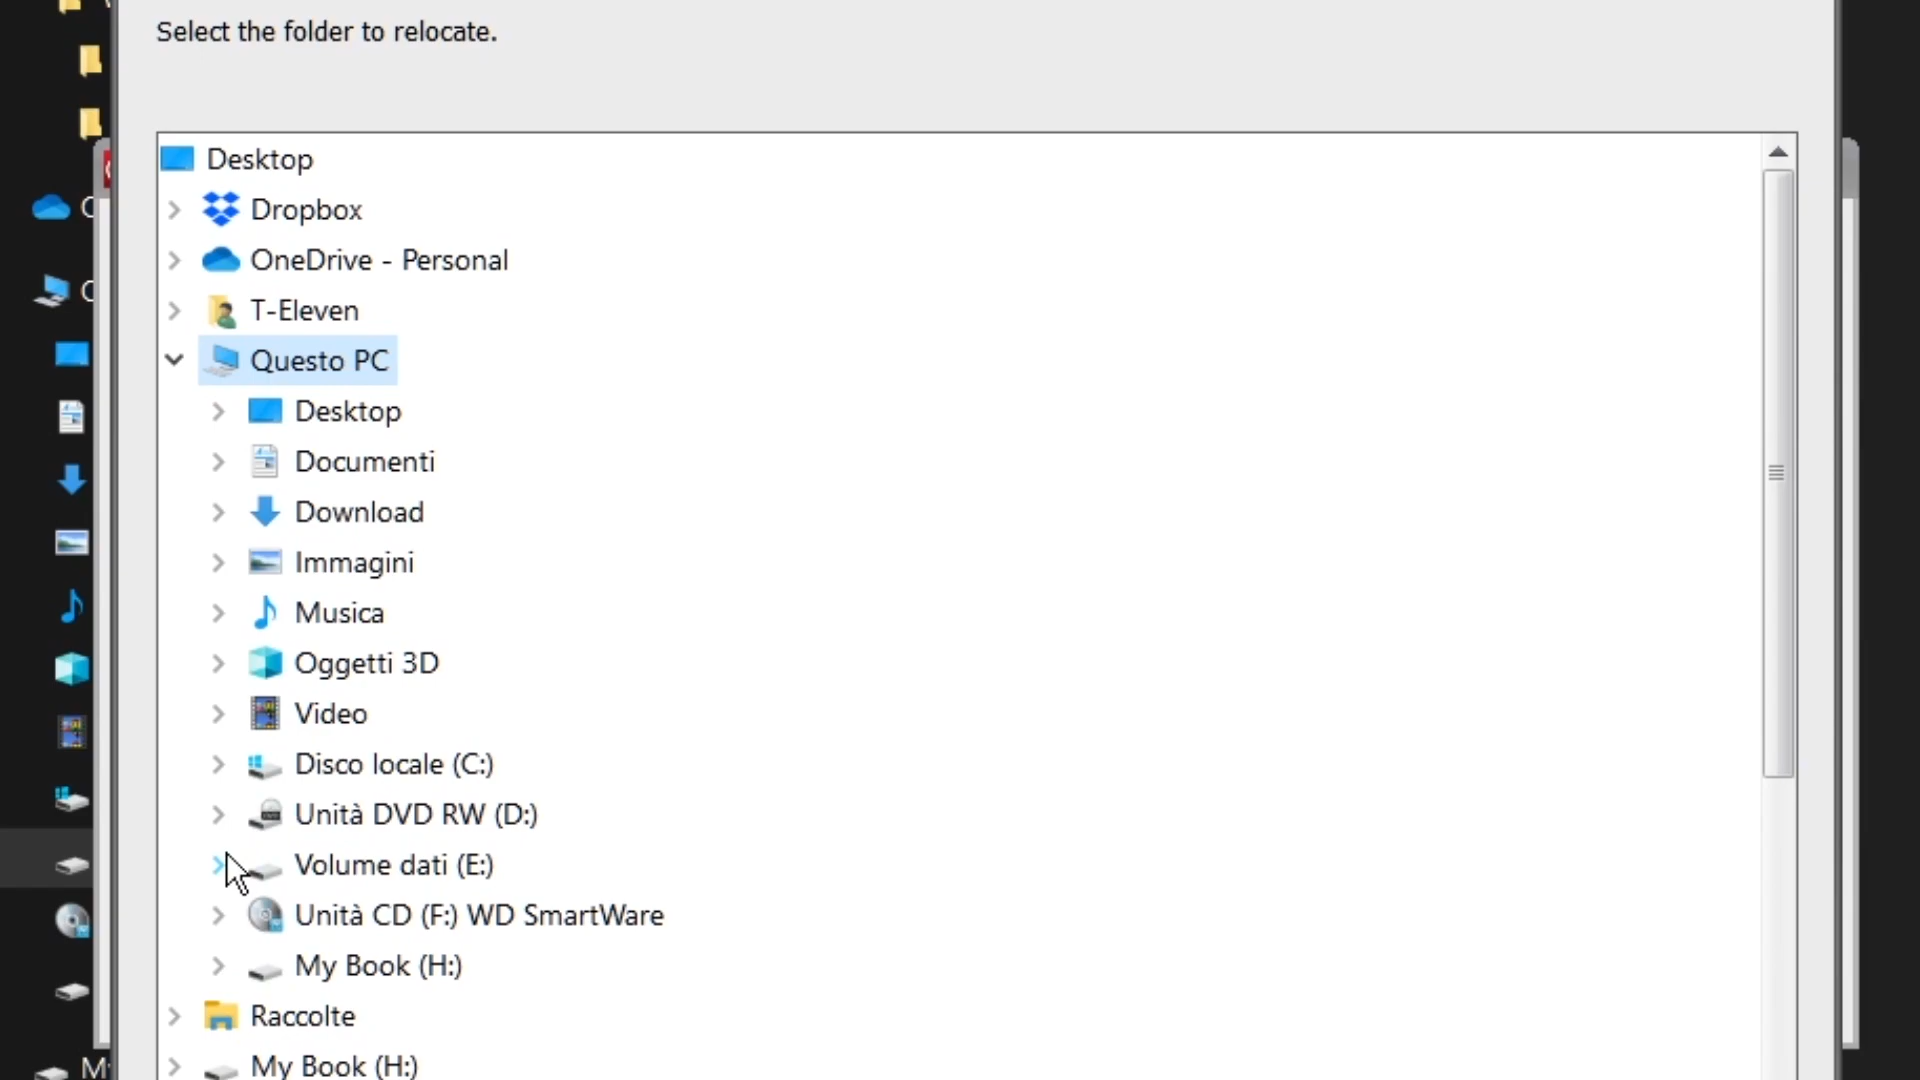 Select the folder to relocate.
Desktop
Dropbox
OneDrive - Personal
T-Eleven
Questo PC
Desktop
Documenti
Download
Immagini
Musica
Oggetti 3D
Video
Disco locale (C:)
Unità DVD RW (D:)
Volume dati (E:)
Unità CD (F:) WD SmartWare
My Book (H:)
Raccolte
My Book (H:)